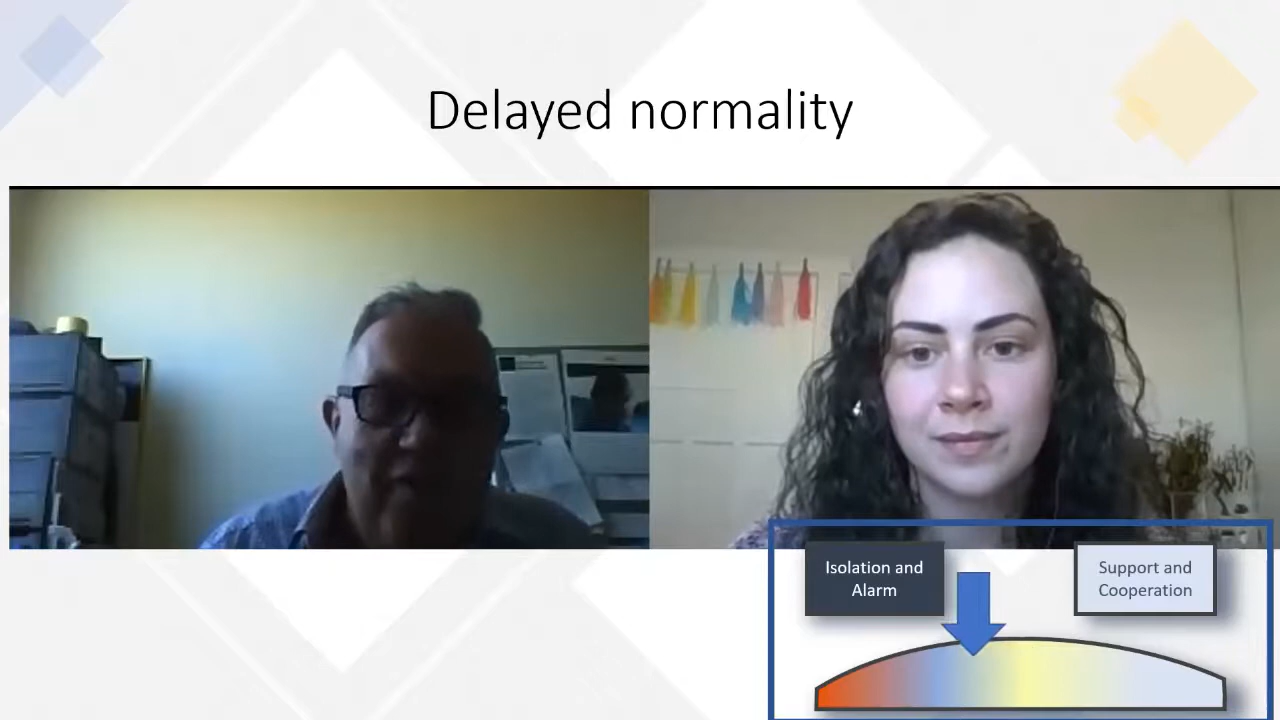 Delayed normality
Isolation and
Alarm
Support and
Cooperation